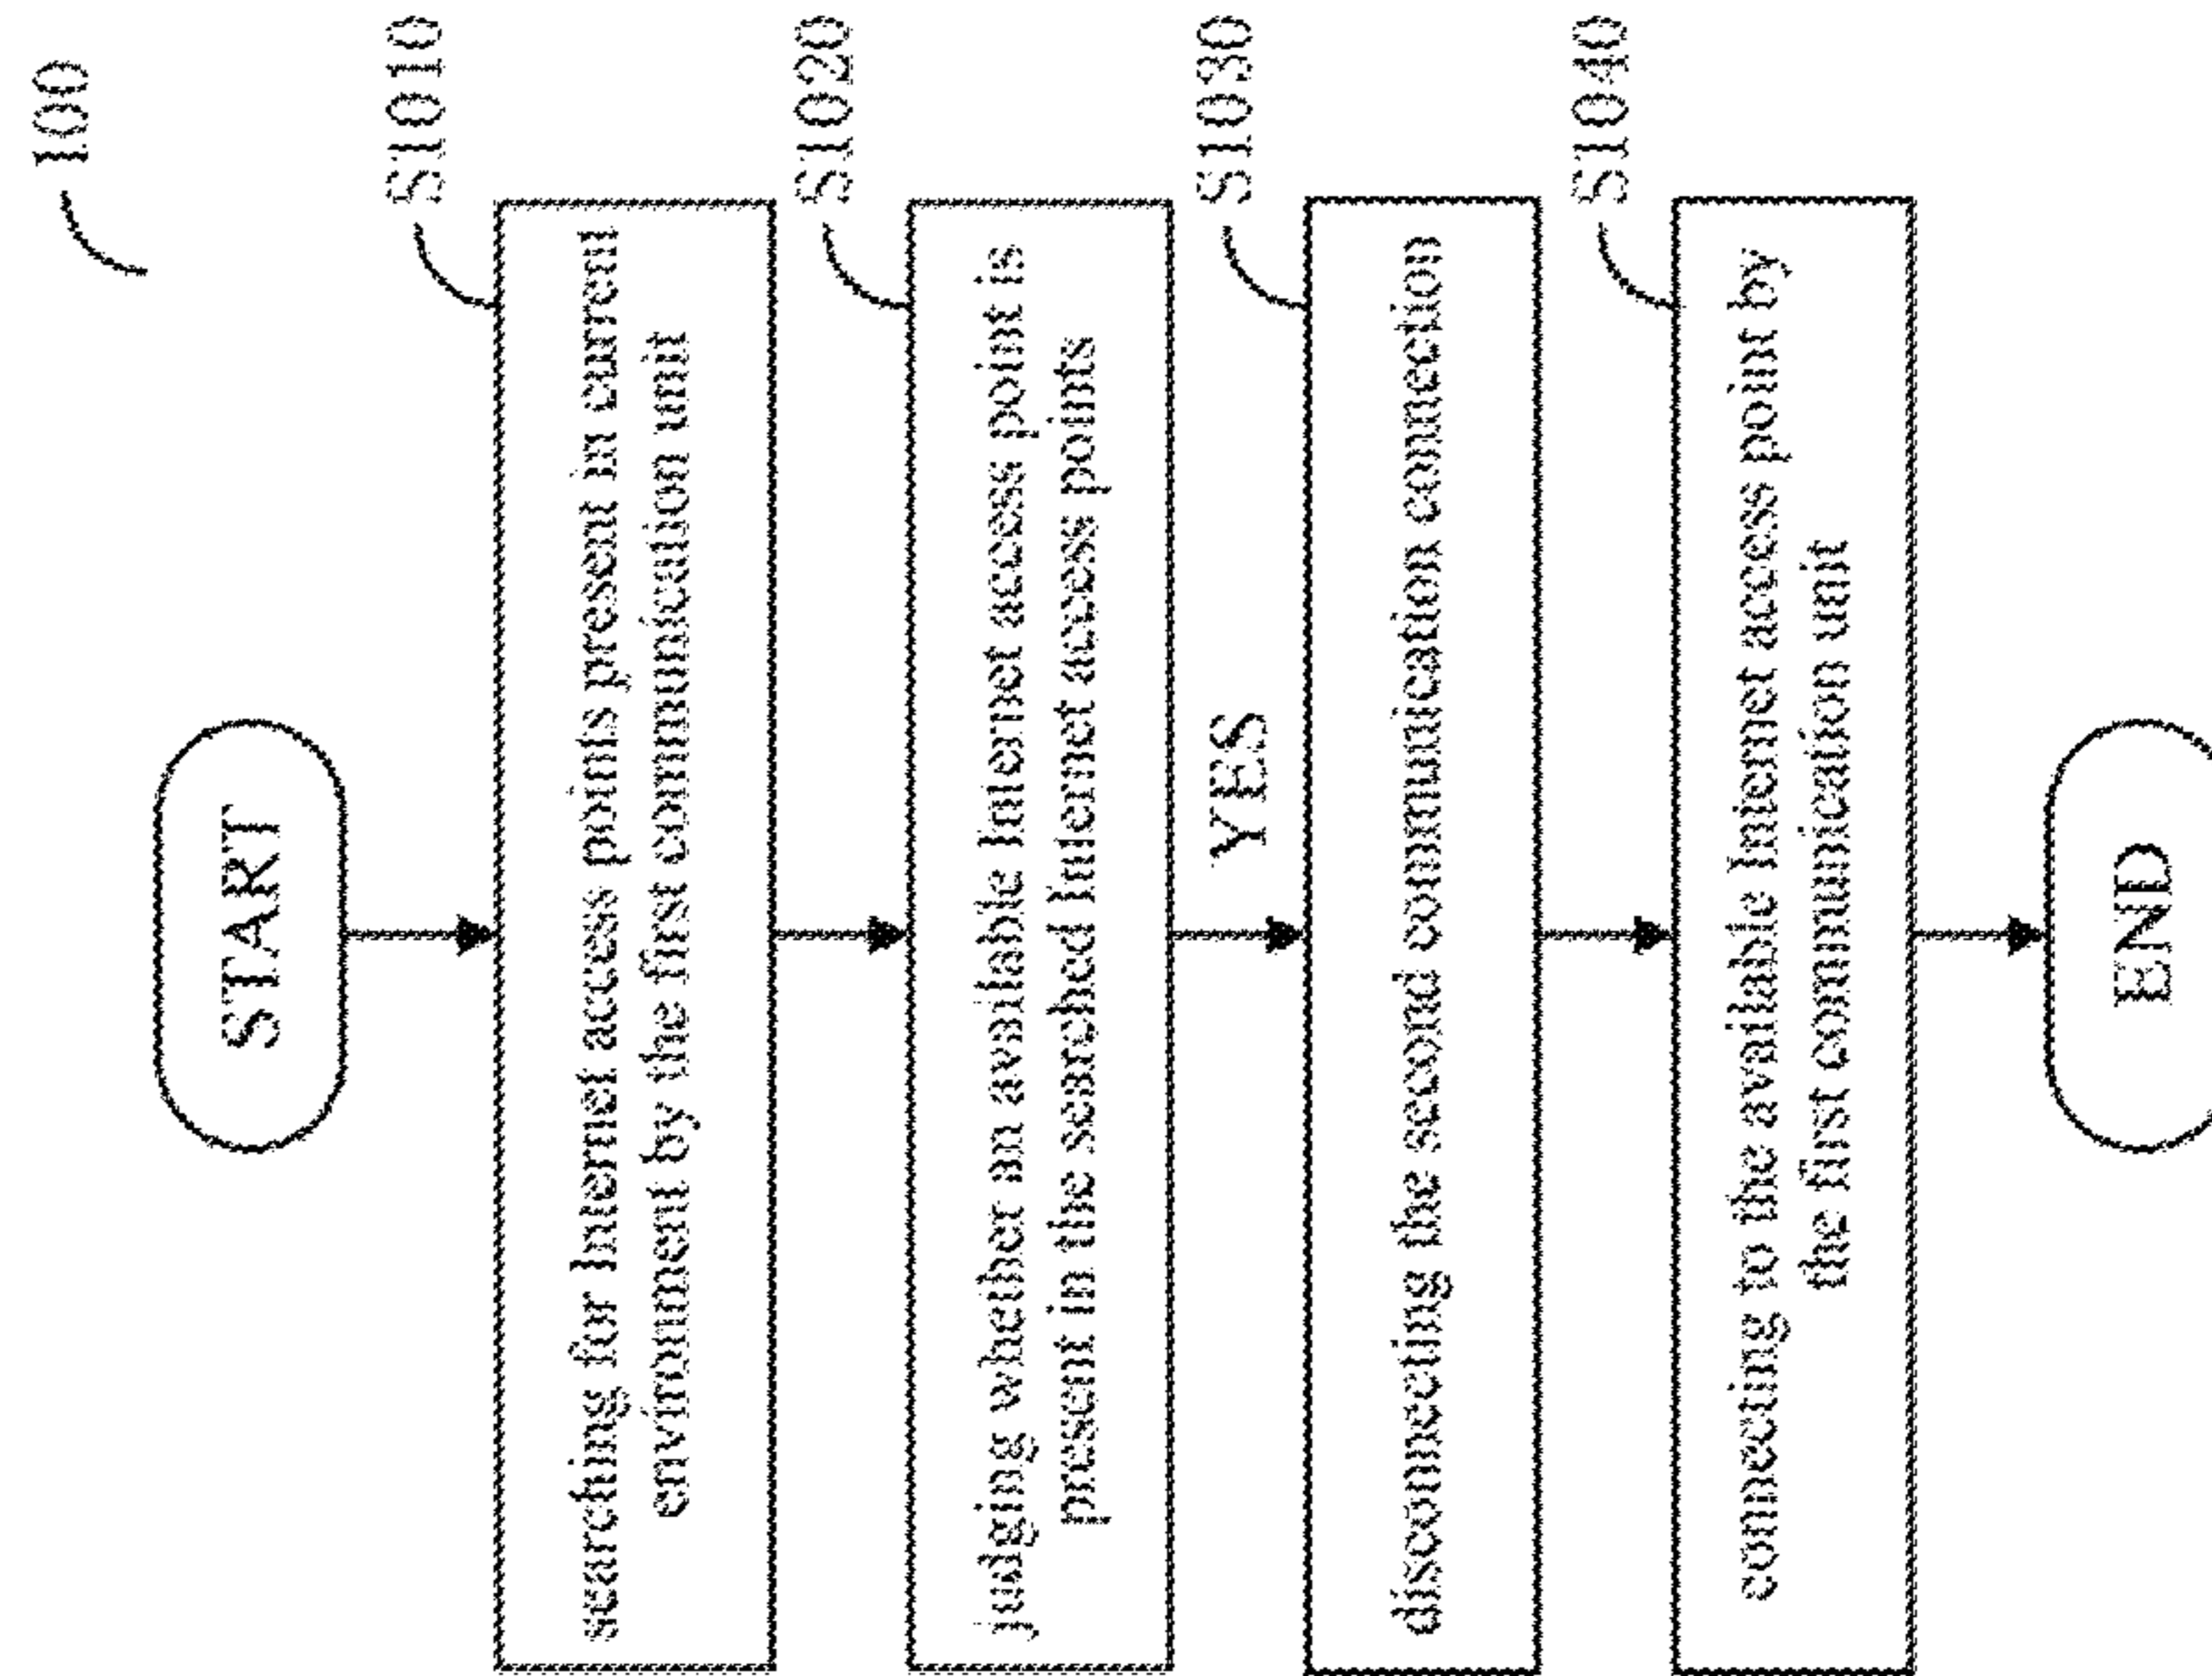 100
START
S1010
searching for Internet access points present in current
environment by the first communication unit
S1020
judging whether an available Internet access point is
present in the searched Internet access points
YES
S1030
disconnecting the second communication connection
S1040
connecting to the available Internet access point by
the first communication unit
END